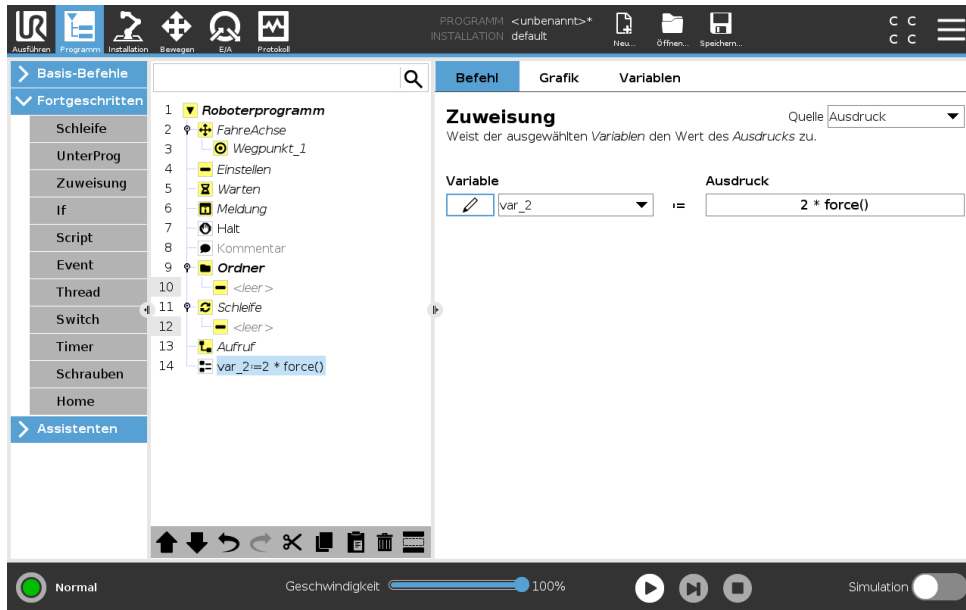 PROGRAMM <unbenannt>*
INSTALLATION default
Ausführen Programm Installation Bewegen E/A Protokoll Neu... Öffnen... Speichern...
C C
C C
Basis-Befehle
Fortgeschritten
Schleife
UnterProg
Zuweisung
If
Script
Event
Thread
Switch
Timer
Schrauben
Home
Assistenten
1 Roboterprogramm
2 FahreAchse
3 Wegpunkt_1
4 Einstellen
5 Warten
6 Meldung
7 Halt
8 Kommentar
9 Ordner
10 <leer>
11 Schleife
12 <leer>
13 Aufruf
14 var_2:=2 * force()
Befehl Grafik Variablen
Zuweisung
Quelle Ausdruck
Weist der ausgewählten Variablen den Wert des Ausdrucks zu.
Variable Ausdruck
var_2 := 2 * force()
Normal Geschwindigkeit 100% Simulation